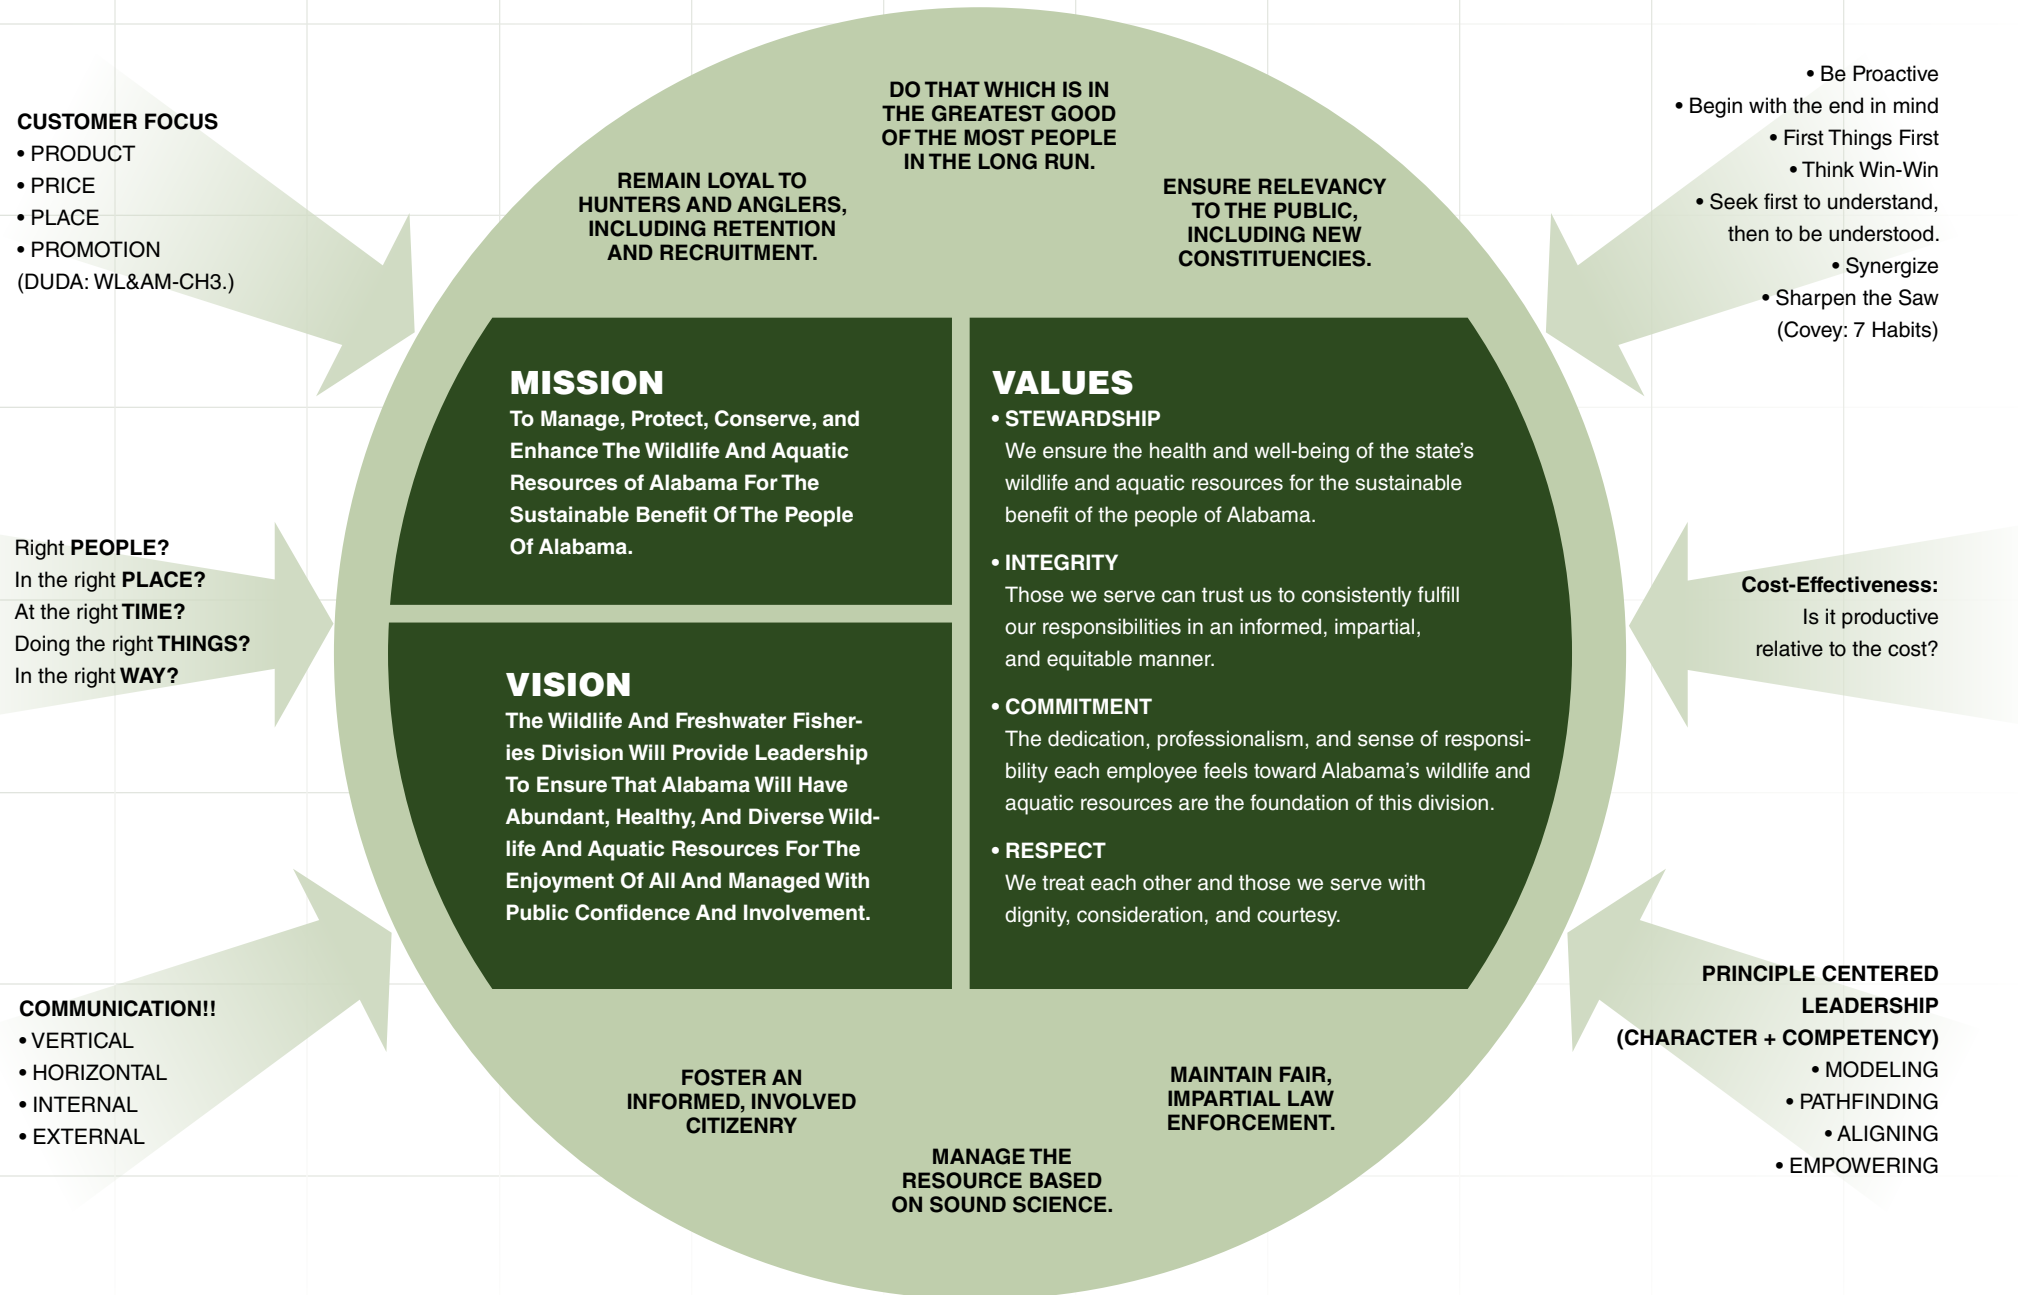 CUSTOMER FOCUS
• PRODUCT
• PRICE
• PLACE
• PROMOTION
(DUDA: WL&AM-CH3.)
Right PEOPLE?
In the right PLACE?
At the right TIME?
Doing the right THINGS?
In the right WAY?
COMMUNICATION!!
• VERTICAL
• HORIZONTAL
• INTERNAL
• EXTERNAL
REMAIN LOYAL TO
HUNTERS AND ANGLERS,
INCLUDING RETENTION
AND RECRUITMENT.
DO THAT WHICH IS IN
THE GREATEST GOOD
OF THE MOST PEOPLE
IN THE LONG RUN.
ENSURE RELEVANCY
TO THE PUBLIC,
INCLUDING NEW
CONSTITUENCIES.
MISSION
To Manage, Protect, Conserve, and
Enhance The Wildlife And Aquatic
Resources of Alabama For The
Sustainable Benefit Of The People
Of Alabama.
VISION
The Wildlife And Freshwater Fisher-
ies Division Will Provide Leadership
To Ensure That Alabama Will Have
Abundant, Healthy, And Diverse Wild-
life And Aquatic Resources For The
Enjoyment Of All And Managed With
Public Confidence And Involvement.
VALUES
• STEWARDSHIP
We ensure the health and well-being of the state's
wildlife and aquatic resources for the sustainable
benefit of the people of Alabama.
• INTEGRITY
Those we serve can trust us to consistently fulfill
our responsibilities in an informed, impartial,
and equitable manner.
• COMMITMENT
The dedication, professionalism, and sense of responsi-
bility each employee feels toward Alabama's wildlife and
aquatic resources are the foundation of this division.
• RESPECT
We treat each other and those we serve with
dignity, consideration, and courtesy.
FOSTER AN
INFORMED, INVOLVED
CITIZENRY
MANAGE THE
RESOURCE BASED
ON SOUND SCIENCE.
MAINTAIN FAIR,
IMPARTIAL LAW
ENFORCEMENT.
• Be Proactive
• Begin with the end in mind
• First Things First
• Think Win-Win
• Seek first to understand,
then to be understood.
• Synergize
• Sharpen the Saw
(Covey: 7 Habits)
Cost-Effectiveness:
Is it productive
relative to the cost?
PRINCIPLE CENTERED
LEADERSHIP
(CHARACTER + COMPETENCY)
• MODELING
• PATHFINDING
• ALIGNING
• EMPOWERING